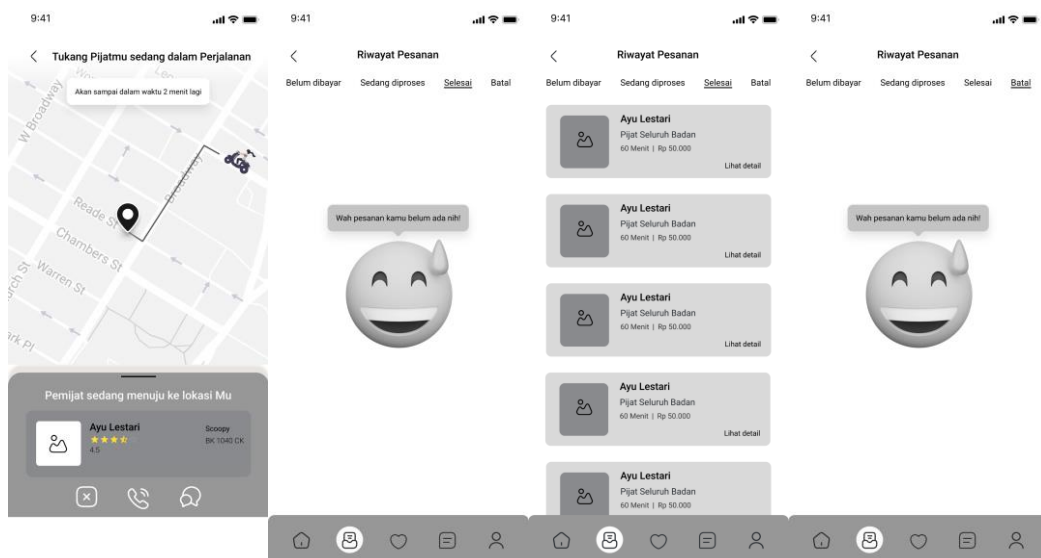 9:41
Tukang Pijatmu sedang dalam Perjalanan
Akan sampai dalam waktu 2 menit lagi
W Broadway
Broadway
Reade St
Chambers St
Warren St
Pemijat sedang menuju ke lokasi Mu
Ayu Lestari
4.5
Scoopy
BK 1040 CK
9:41
Riwayat Pesanan
Belum dibayar Sedang diproses Selesai Batal
Wah pesanan kamu belum ada nih!
9:41
Riwayat Pesanan
Belum dibayar Sedang diproses Selesai Batal
Ayu Lestari
Pijat Seluruh Badan
60 Menit | Rp 50.000
Lihat detail
Ayu Lestari
Pijat Seluruh Badan
60 Menit | Rp 50.000
Lihat detail
Ayu Lestari
Pijat Seluruh Badan
60 Menit | Rp 50.000
Lihat detail
Ayu Lestari
Pijat Seluruh Badan
60 Menit | Rp 50.000
Lihat detail
Ayu Lestari
Pijat Seluruh Badan
60 Menit | Rp 50.000
9:41
Riwayat Pesanan
Belum dibayar Sedang diproses Selesai Batal
Wah pesanan kamu belum ada nih!